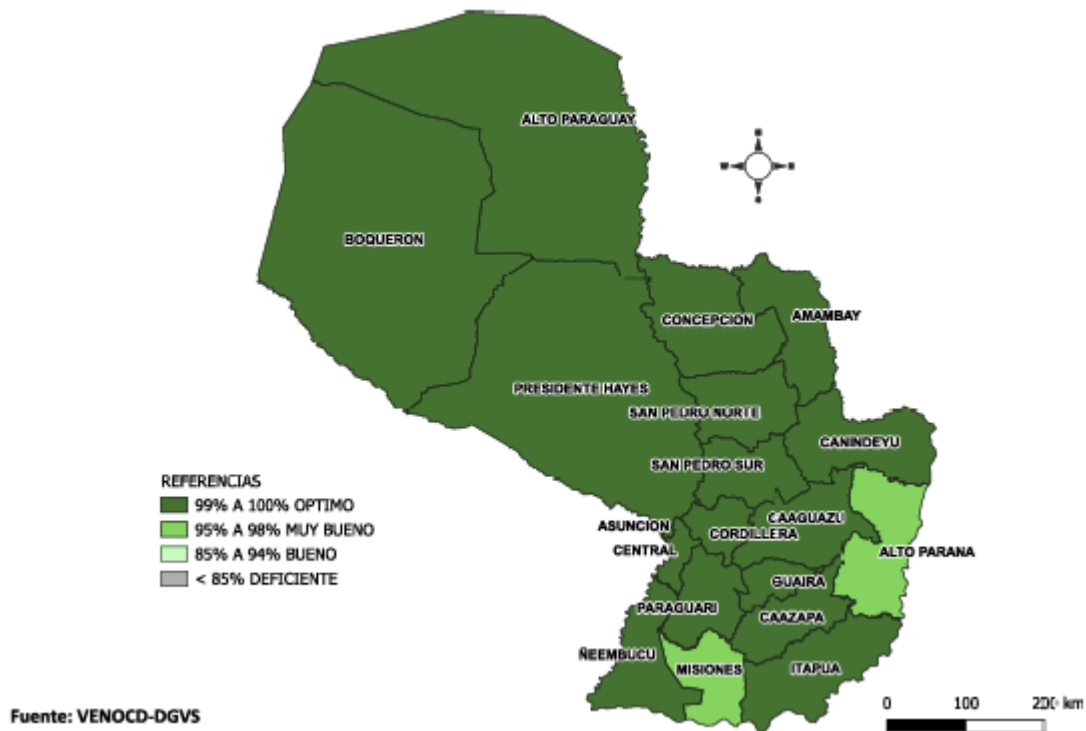 ALTO PARAGUAY
BOQUERON
CONCEPCION
AMAMBAY
PRESIDENTE HAYES
SAN PEDRO NORTE
CANINDEYU
SAN PEDRO SUR
REFERENCIAS
99% A 100% OPTIMO
95% A 98% MUY BUENO
85% A 94% BUENO
< 85% DEFICIENTE
ASUNCION
CAAGUAZU
CORDILLERA
CENTRAL
ALTO PARANA
GUAIRA
PARAGUARI
CAAZAPA
ÑEEMBUCU
MISIONES
ITAPUA
Fuente: VENOCD-DGVS
0 100 200 km